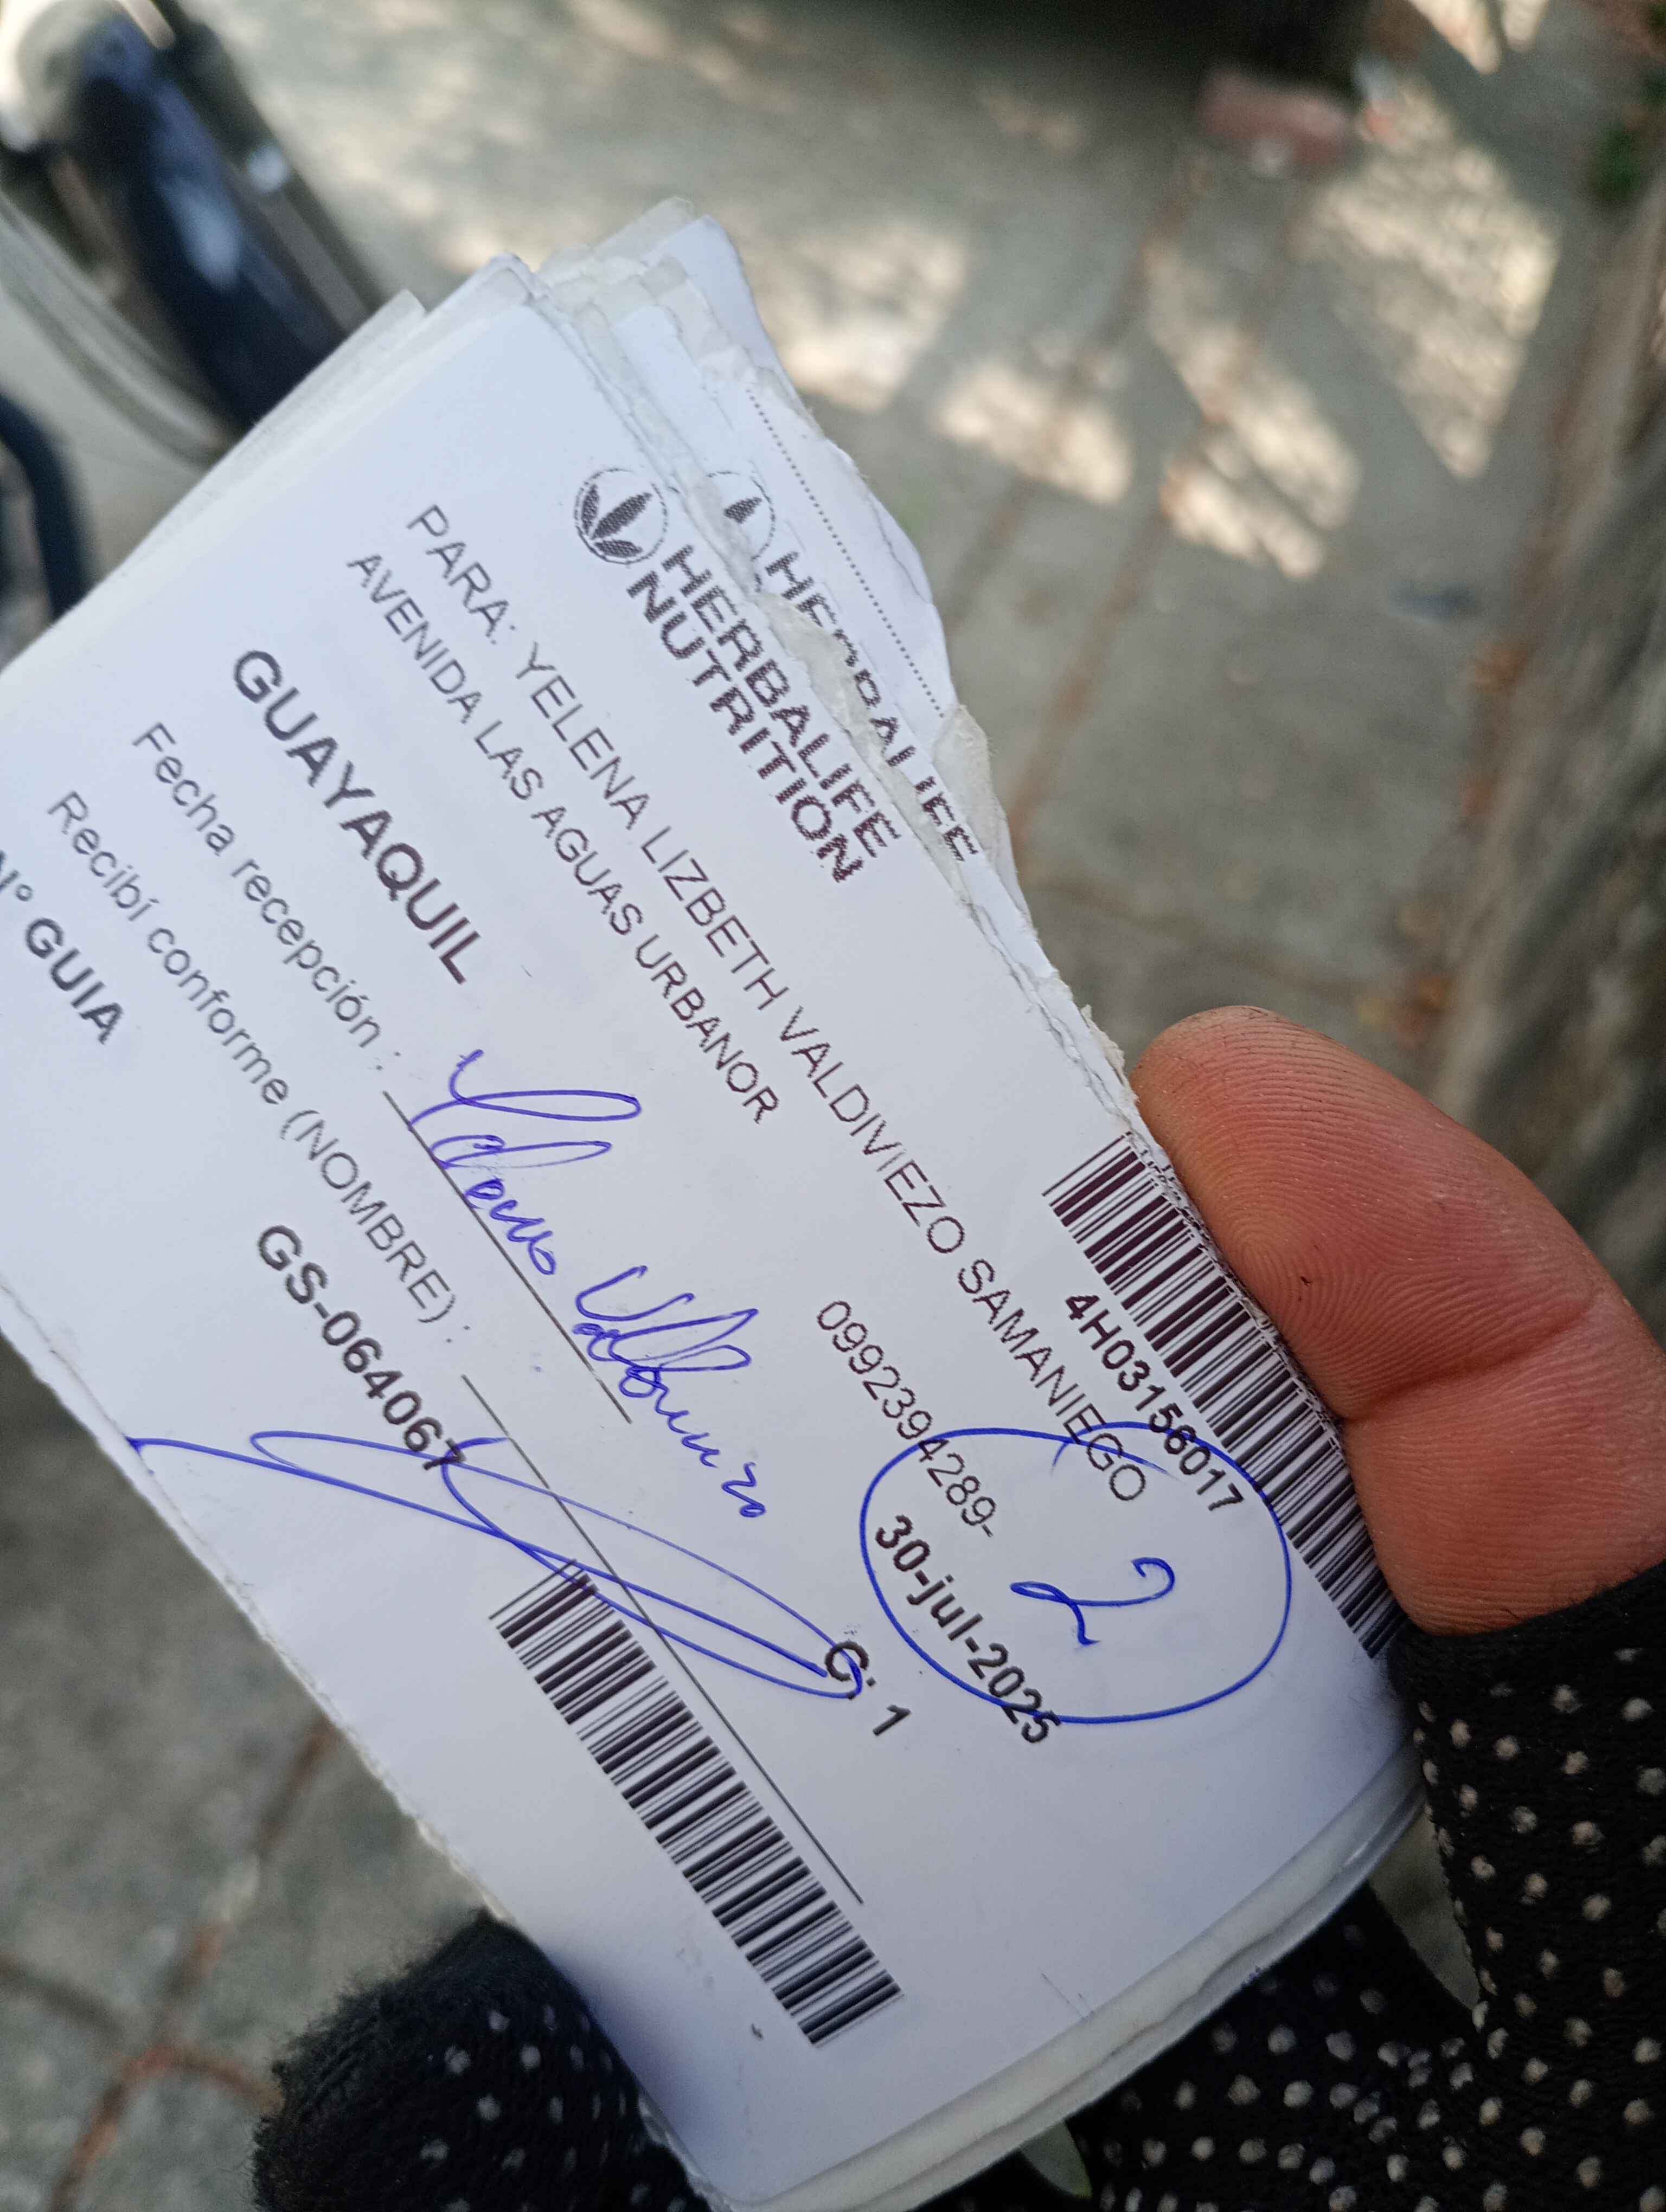 HERBALIFE
NUTRITION
4H03156017
PARA: YELENA LIZBETH VALDIVIEZO SAMANIEGO
AVENIDA LAS AGUAS URBANOR
0992394289-
2
30-jul-2025
GUAYAQUIL
C: 1
Fecha recepción :
Recibí conforme (NOMBRE) :
N° GUIA
GS-064067
HERBALIFE